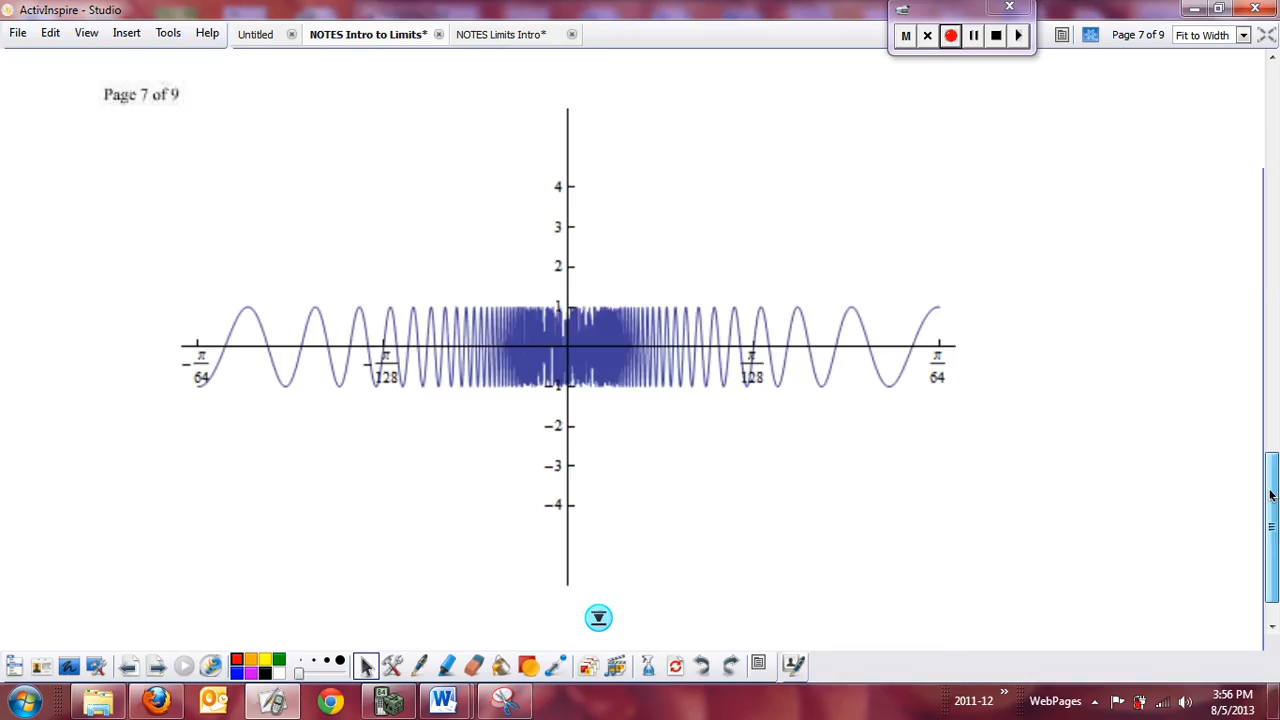 ActivInspire - Studio
File Edit View Insert Tools Help Untitled NOTES Intro to Limits* NOTES Limits Intro* M Page 7 of 9 Fit to Width
Page 7 of 9
4
3
2
1
−π/64 −π/128 π/128 π/64
−1
−2
−3
−4
2011-12 WebPages 3:56 PM
8/5/2013